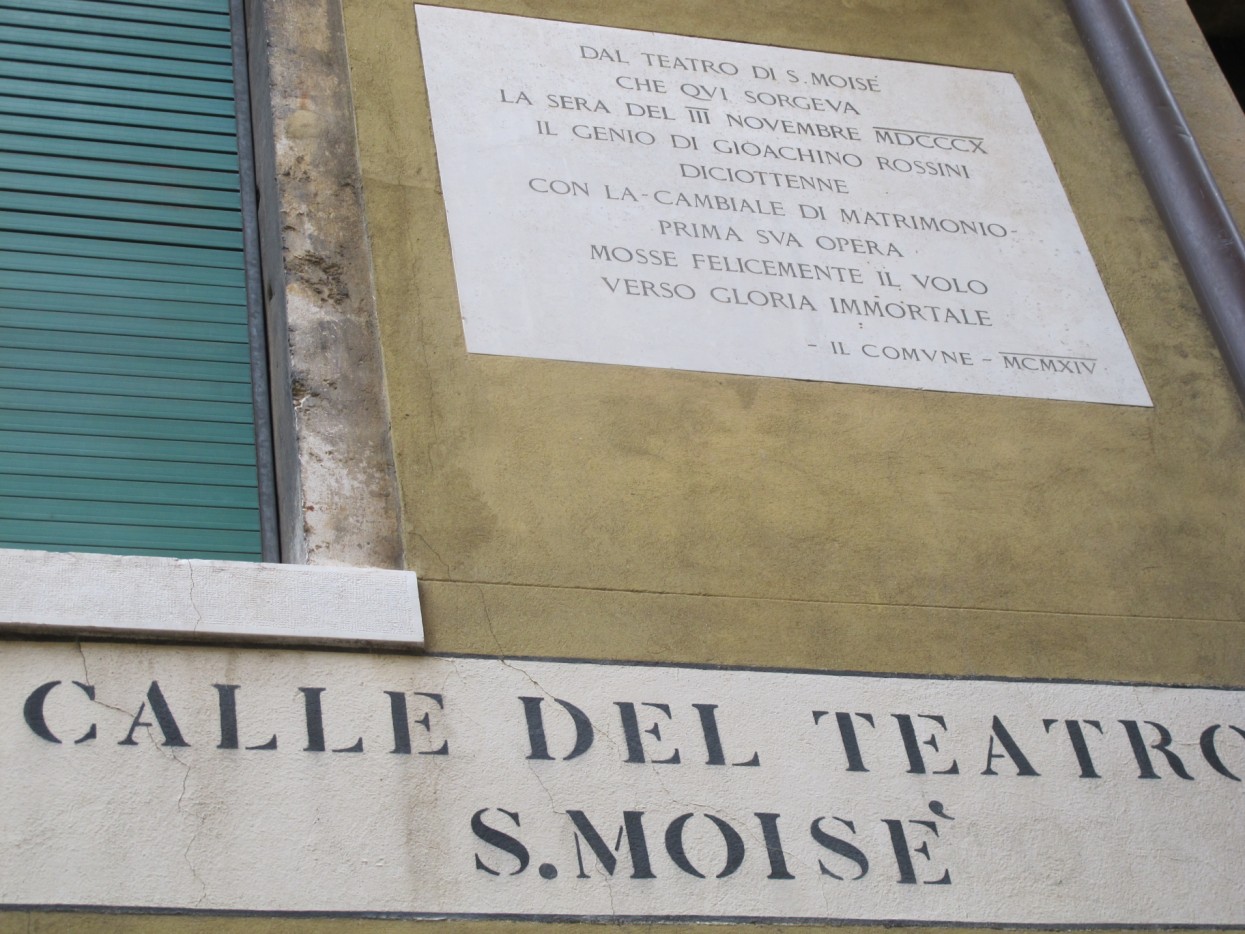 DAL TEATRO DI S. MOISÉ
CHE QVI SORGEVA
LA SERA DEL III NOVEMBRE MDCCCX
IL GENIO DI GIOACHINO ROSSINI
DICIOTTENNE
CON LA-CAMBIALE DI MATRIMONIO-
PRIMA SVA OPERA
MOSSE FELICEMENTE IL VOLO
VERSO GLORIA IMMORTALE
- IL COMVNE - MCMXIV
CALLE DEL TEATRO
S. MOISÈ